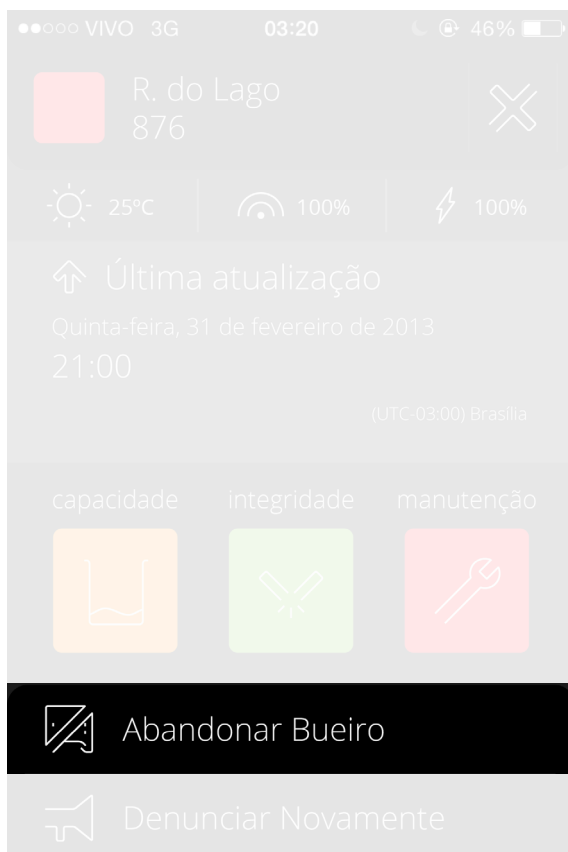 VIVO 3G 03:20 46%
R. do Lago
876
25ºC 100% 100%
Última atualização
Quinta-feira, 31 de fevereiro de 2013
21:00
(UTC-03:00) Brasília
capacidade integridade manutenção
Abandonar Bueiro
Denunciar Novamente